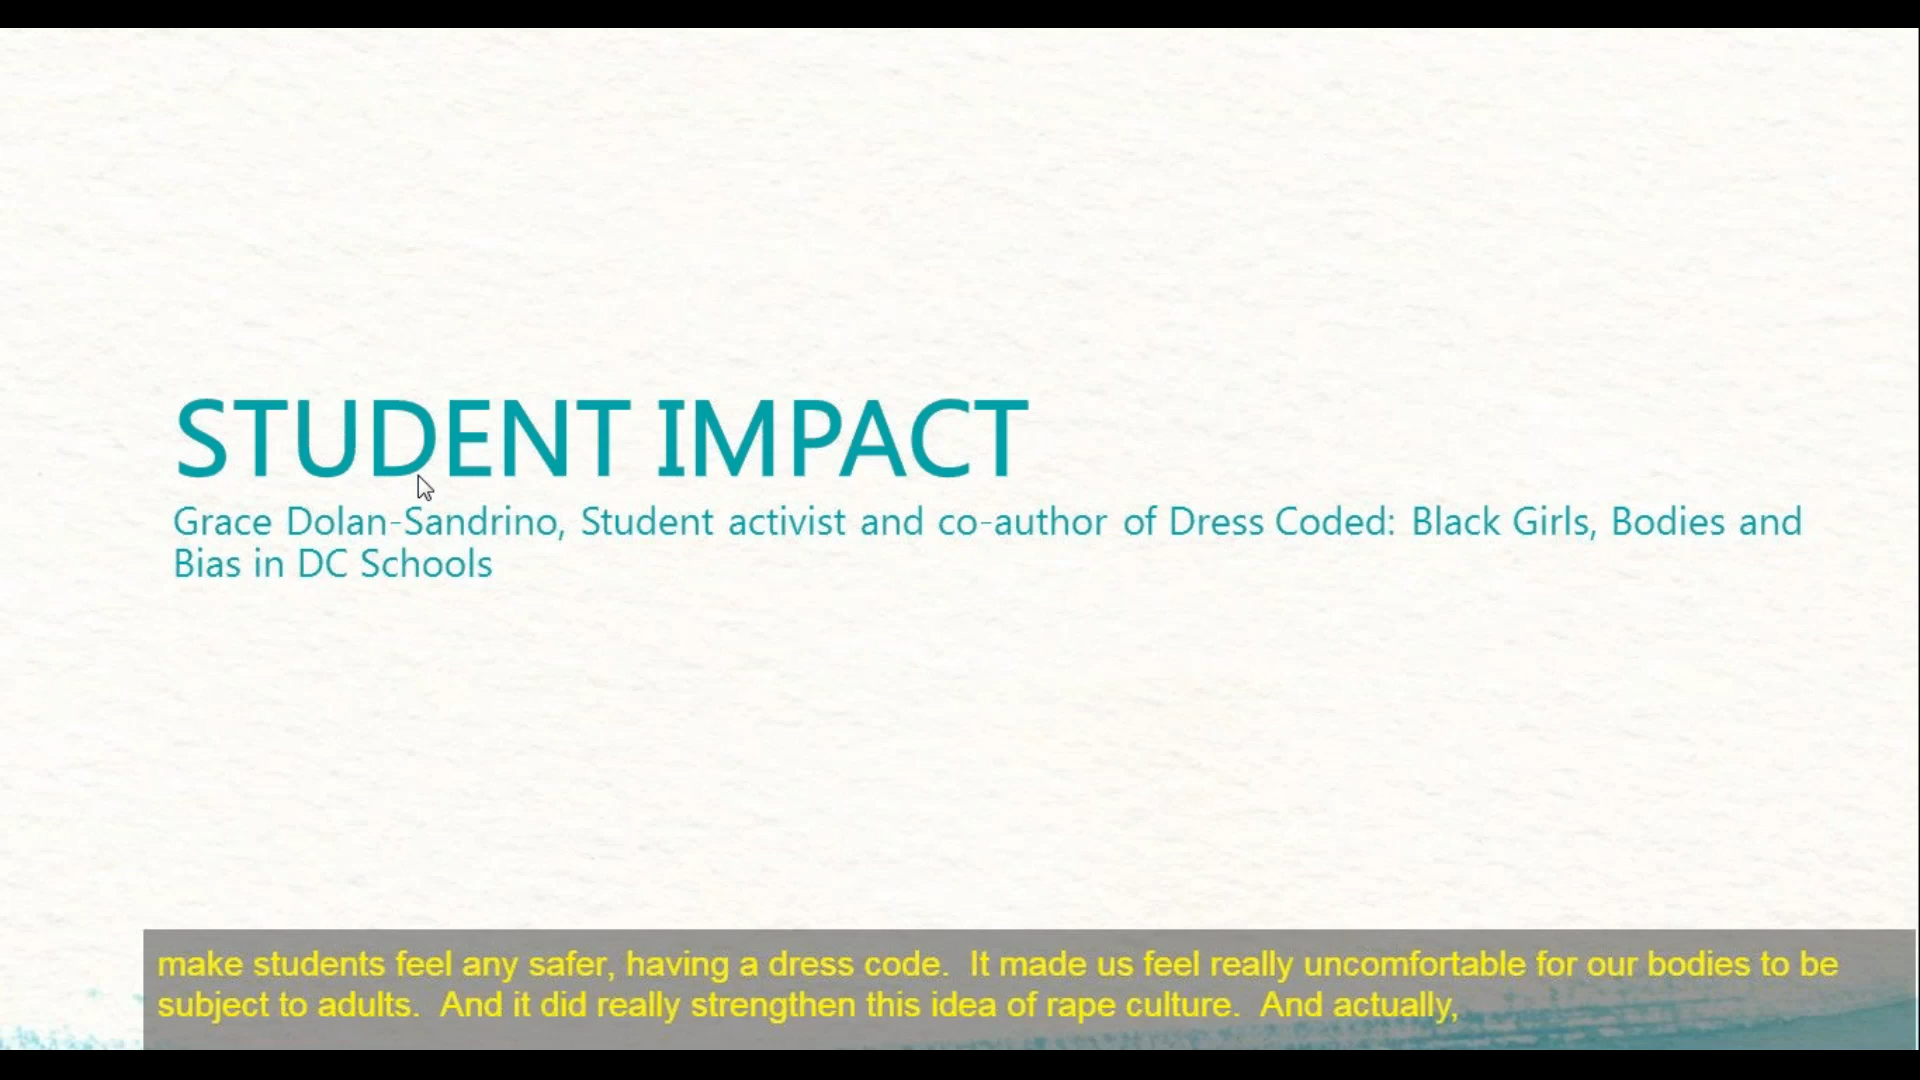 STUDENT IMPACT
Grace Dolan-Sandrino, Student activist and co-author of Dress Coded: Black Girls, Bodies and
Bias in DC Schools
make students feel any safer, having a dress code.  It made us feel really uncomfortable for our bodies to be
subject to adults.  And it did really strengthen this idea of rape culture.  And actually,